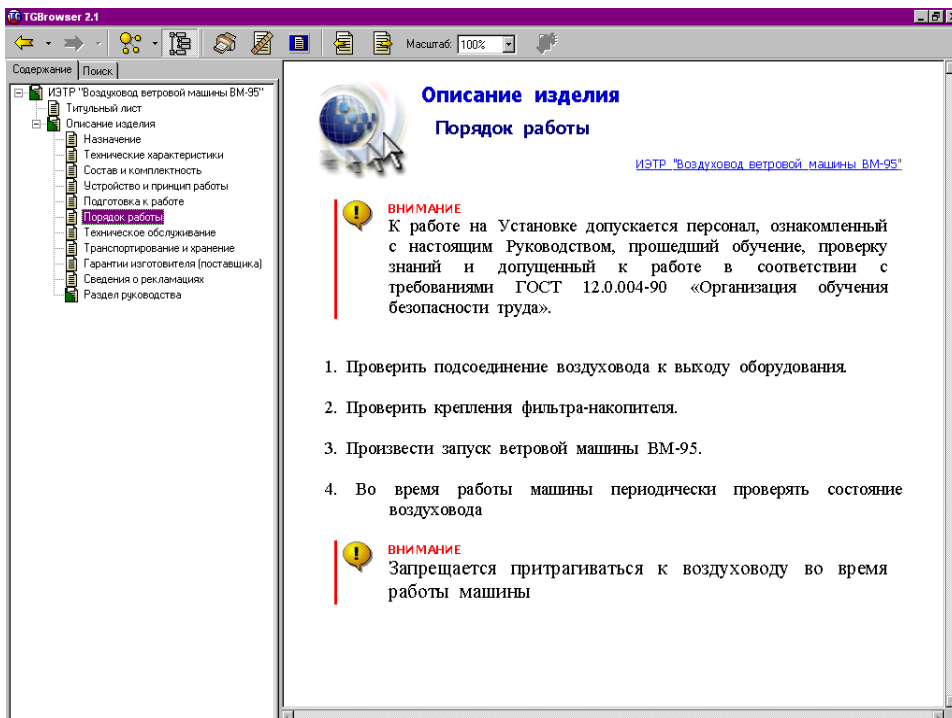 TGBrowser 2.1
Масштаб: 100%
Содержание Поиск
ИЭТР "Воздуховод ветровой машины ВМ-95"
Титульный лист
Описание изделия
Назначение
Технические характеристики
Состав и комплектность
Устройство и принцип работы
Подготовка к работе
Порядок работы
Техническое обслуживание
Транспортирование и хранение
Гарантии изготовителя (поставщика)
Сведения о рекламациях
Раздел руководства
Описание изделия
Порядок работы
ИЭТР "Воздуховод ветровой машины ВМ-95"
ВНИМАНИЕ
К работе на Установке допускается персонал, ознакомленный
с настоящим Руководством, прошедший обучение, проверку
знаний и допущенный к работе в соответствии с
требованиями ГОСТ 12.0.004-90 «Организация обучения
безопасности труда».
1. Проверить подсоединение воздуховода к выходу оборудования.
2. Проверить крепления фильтра-накопителя.
3. Произвести запуск ветровой машины ВМ-95.
4. Во время работы машины периодически проверять состояние
воздуховода
ВНИМАНИЕ
Запрещается притрагиваться к воздуховоду во время
работы машины